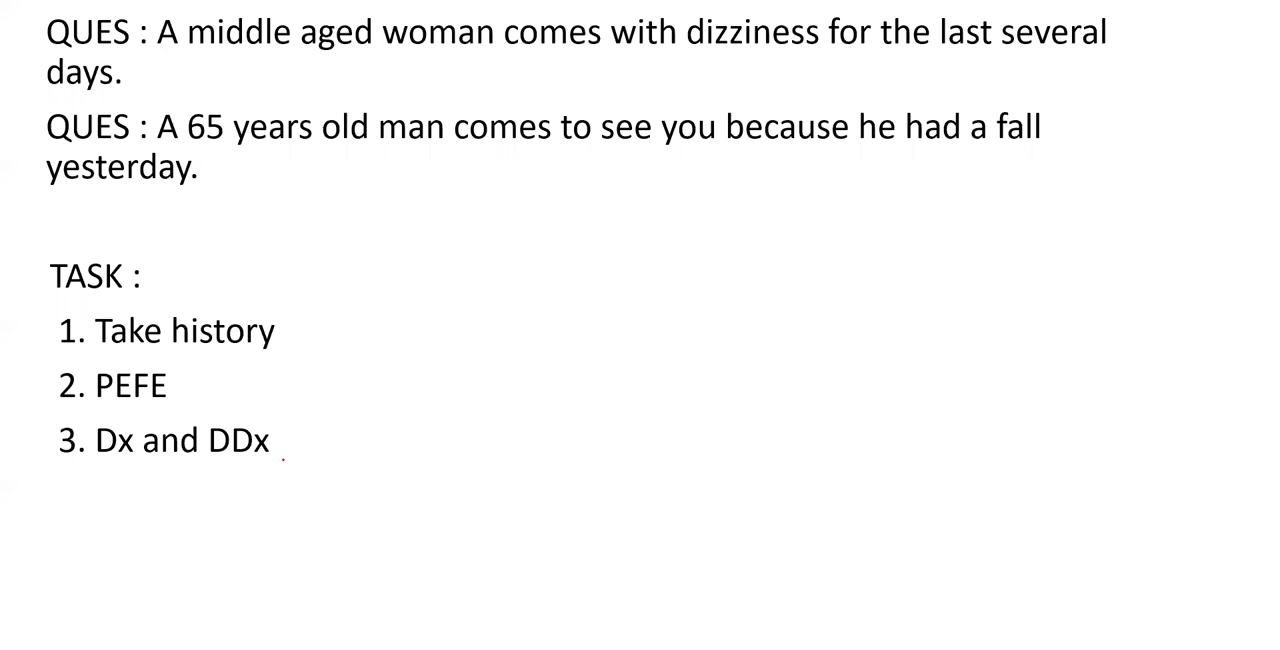 QUES : A middle aged woman comes with dizziness for the last several
days.
QUES : A 65 years old man comes to see you because he had a fall
yesterday.
TASK :
1. Take history
2. PEFE
3. Dx and DDx